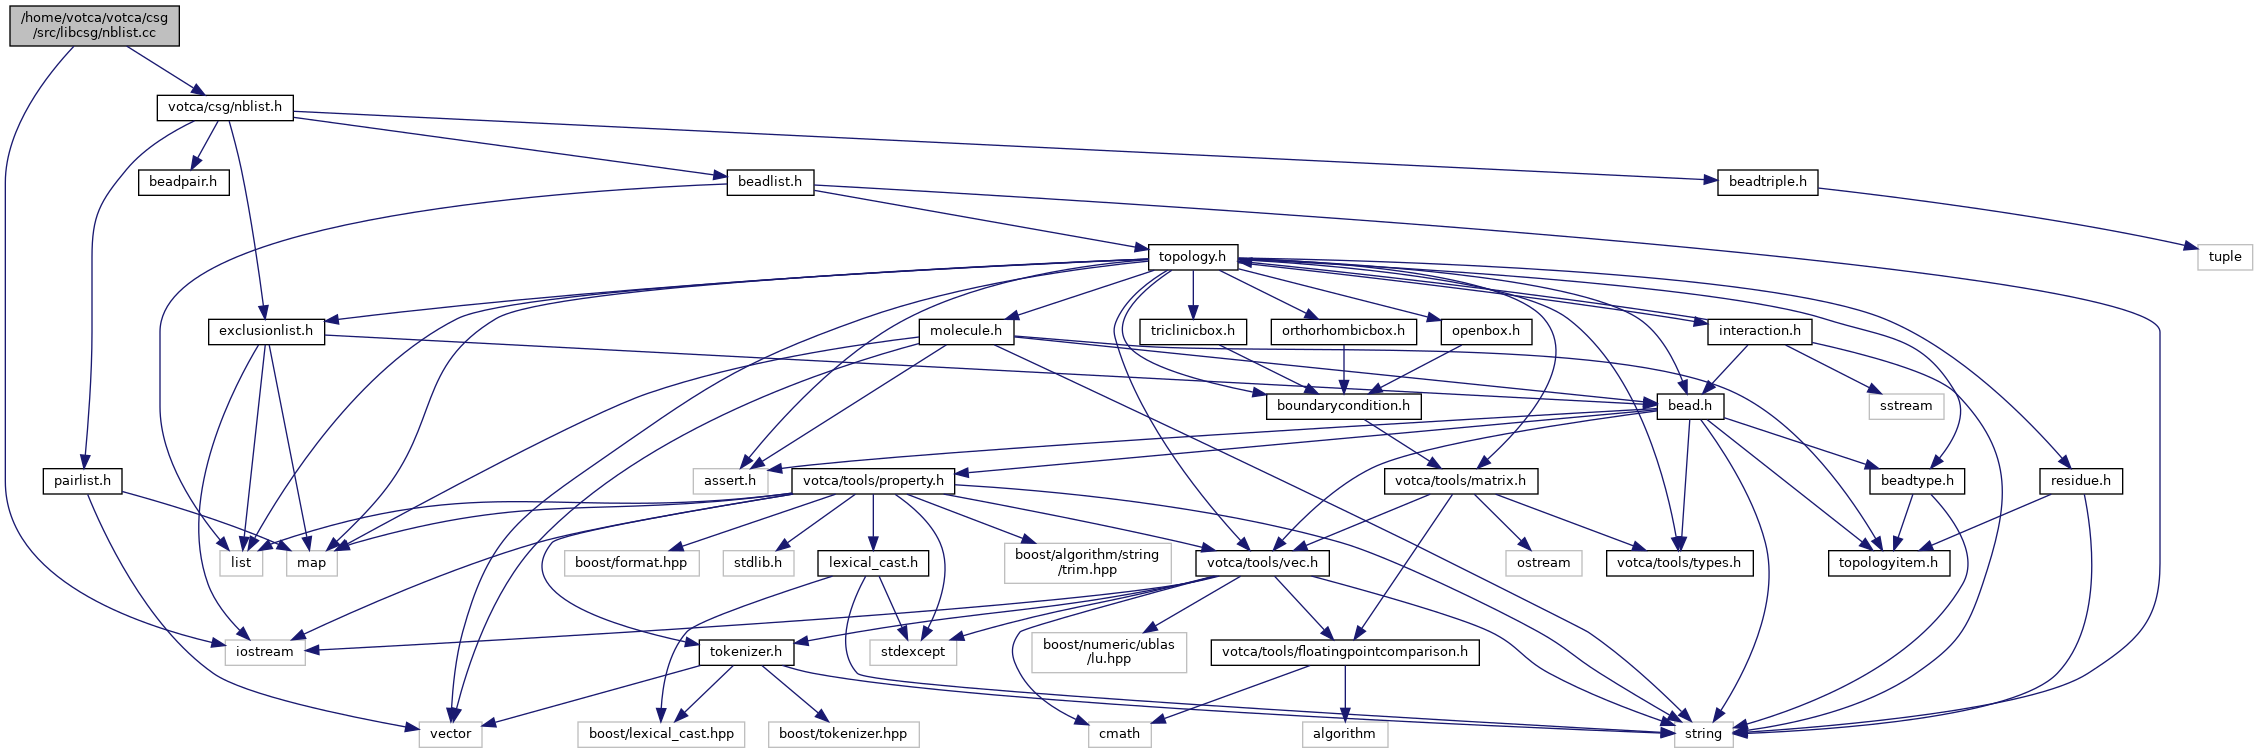 /home/votca/votca/csg
/src/libcsg/nblist.cc
votca/csg/nblist.h
beadpair.h
beadlist.h
beadtriple.h
topology.h
tuple
exclusionlist.h
molecule.h
triclinicbox.h
orthorhombicbox.h
openbox.h
interaction.h
boundarycondition.h
bead.h
sstream
pairlist.h
assert.h
votca/tools/property.h
votca/tools/matrix.h
beadtype.h
residue.h
list
map
boost/format.hpp
stdlib.h
lexical_cast.h
boost/algorithm/string
/trim.hpp
votca/tools/vec.h
ostream
votca/tools/types.h
topologyitem.h
iostream
tokenizer.h
stdexcept
boost/numeric/ublas
/lu.hpp
votca/tools/floatingpointcomparison.h
vector
boost/lexical_cast.hpp
boost/tokenizer.hpp
cmath
algorithm
string